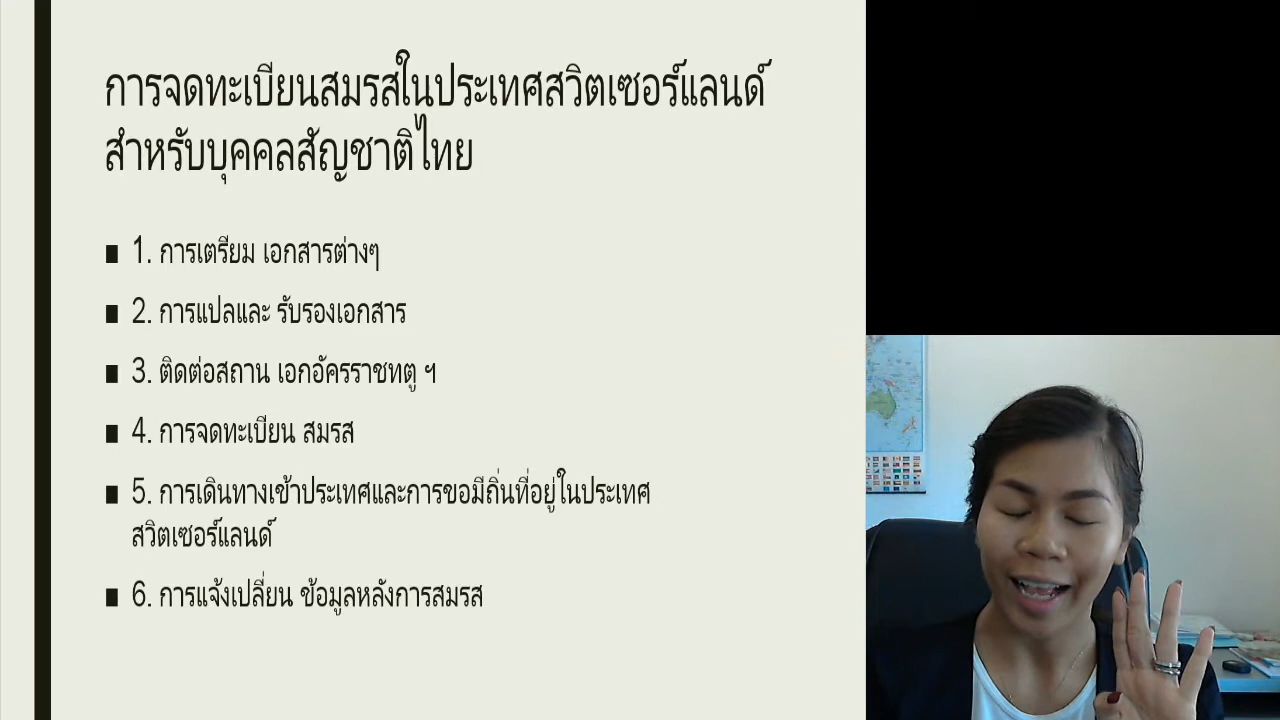 การจดทะเบียนสมรสในประเทศสวิตเซอร์แลนด์
สำหรับบุคคลสัญชาติไทย
■ 1. การเตรียม เอกสารต่างๆ
■ 2. การแปลและ รับรองเอกสาร
■ 3. ติดต่อสถาน เอกอัครราชทตู ฯ
■ 4. การจดทะเบียน สมรส
■ 5. การเดินทางเข้าประเทศและการขอมีถิ่นที่อยู่ในประเทศ
สวิตเซอร์แลนด์
■ 6. การแจ้งเปลี่ยน ข้อมูลหลังการสมรส